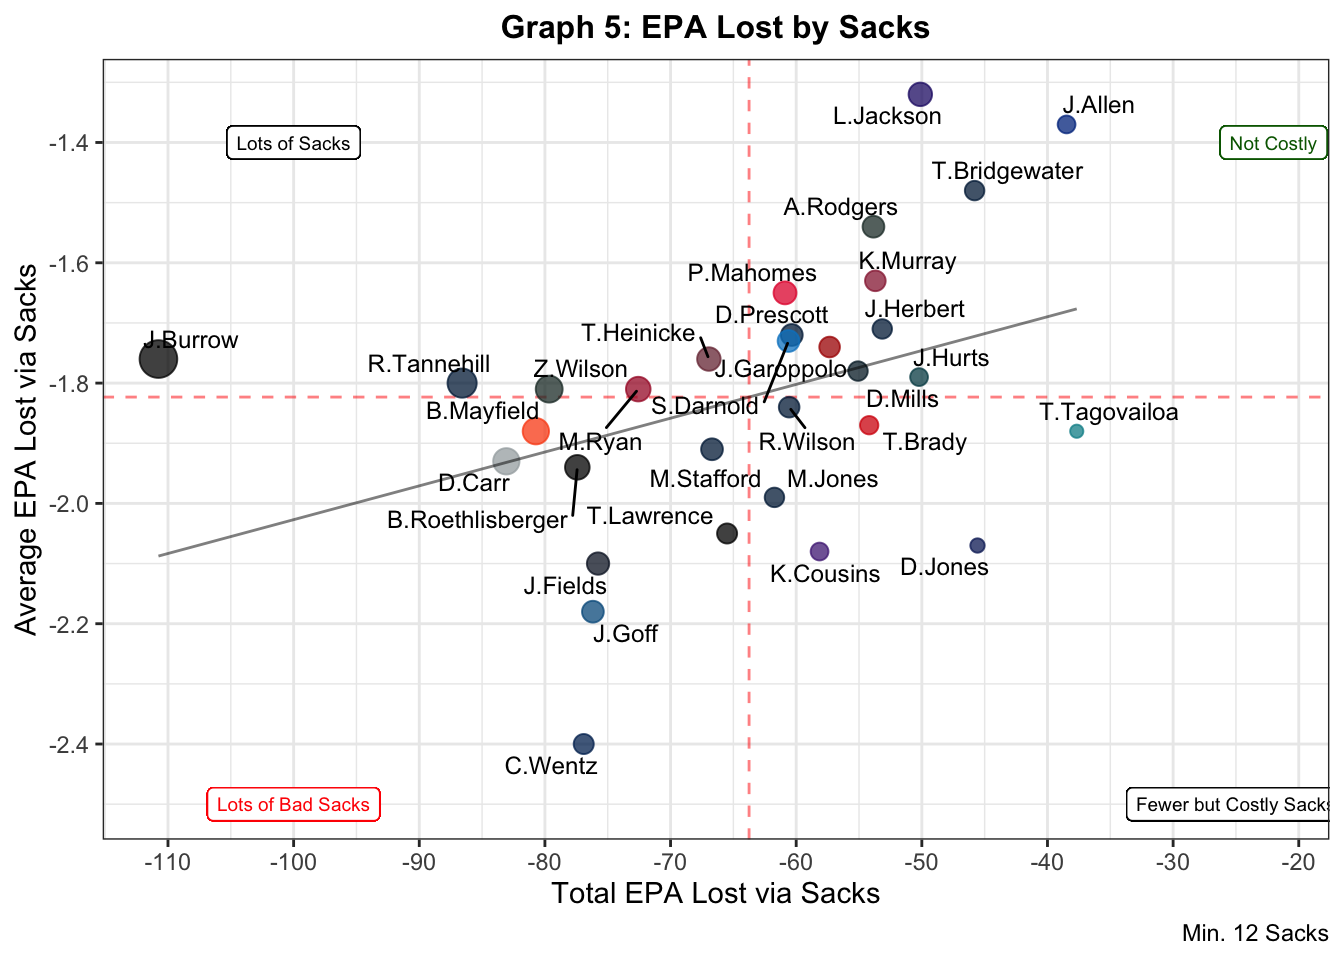 Graph 5: EPA Lost by Sacks
Average EPA Lost via Sacks
-1.4
-1.6
-1.8
-2.0
-2.2
-2.4
Lots of Sacks
Not Costly
L.Jackson
J.Allen
T.Bridgewater
A.Rodgers
K.Murray
P.Mahomes
D.Prescott
J.Herbert
T.Heinicke
J.Burrow
R.Tannehill
Z.Wilson
J.Garoppolo
J.Hurts
B.Mayfield
S.Darnold
D.Mills
T.Tagovailoa
M.Ryan
R.Wilson
T.Brady
D.Carr
M.Stafford
M.Jones
B.Roethlisberger
T.Lawrence
J.Fields
K.Cousins
D.Jones
J.Goff
C.Wentz
Lots of Bad Sacks
Fewer but Costly Sacks
-110
-100
-90
-80
-70
-60
-50
-40
-30
-20
Total EPA Lost via Sacks
Min. 12 Sacks